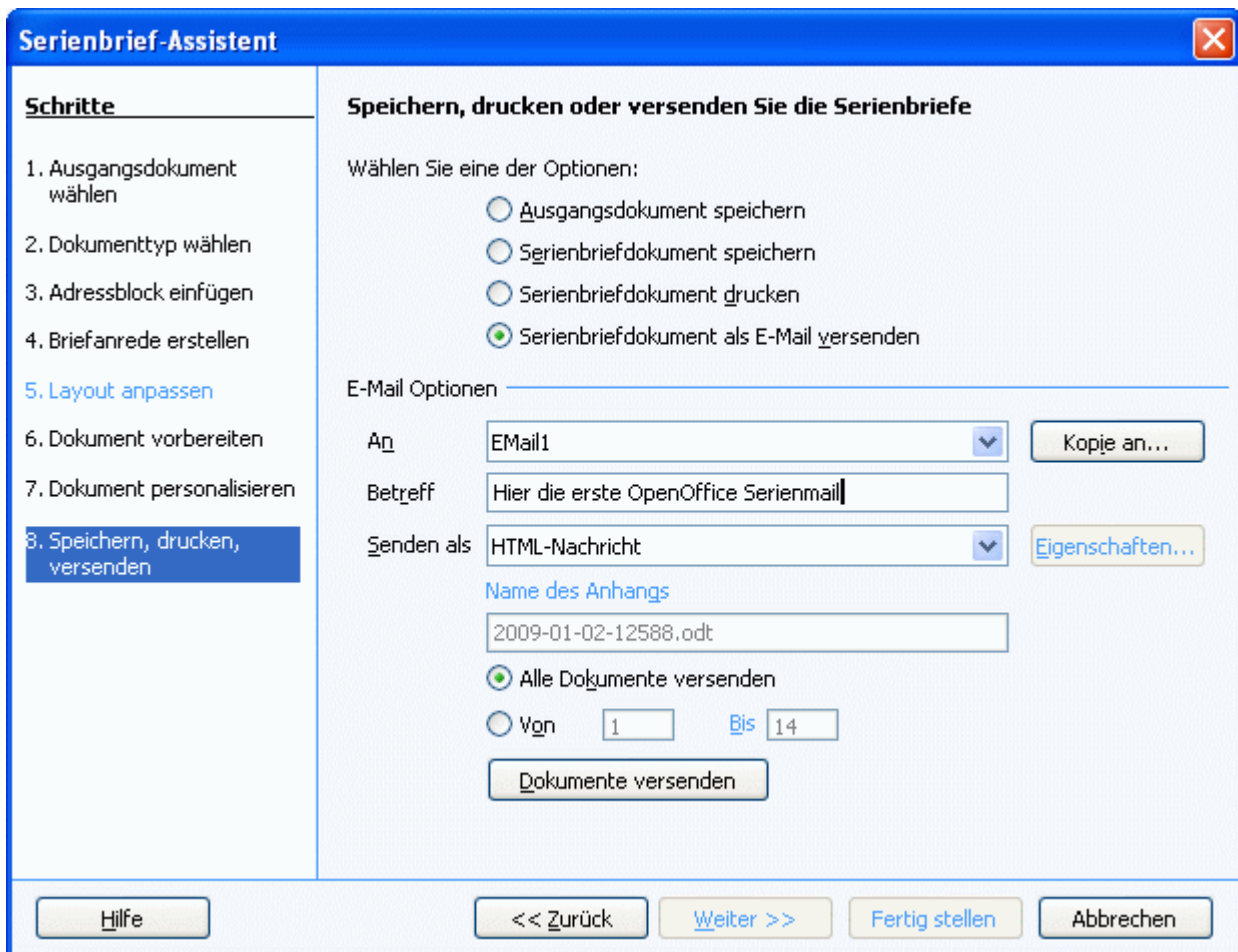 Serienbrief-Assistent
Schritte
1. Ausgangsdokument
wählen
2. Dokumenttyp wählen
3. Adressblock einfügen
4. Briefanrede erstellen
5. Layout anpassen
6. Dokument vorbereiten
7. Dokument personalisieren
8. Speichern, drucken,
versenden
Speichern, drucken oder versenden Sie die Serienbriefe
Wählen Sie eine der Optionen:
Ausgangsdokument speichern
Serienbriefdokument speichern
Serienbriefdokument drucken
Serienbriefdokument als E-Mail versenden
E-Mail Optionen
An EMail1 Kopie an...
Betreff Hier die erste OpenOffice Serienmail
Senden als HTML-Nachricht Eigenschaften...
Name des Anhangs
2009-01-02-12588.odt
Alle Dokumente versenden
Von 1 Bis 14
Dokumente versenden
Hilfe << Zurück Weiter >> Fertig stellen Abbrechen